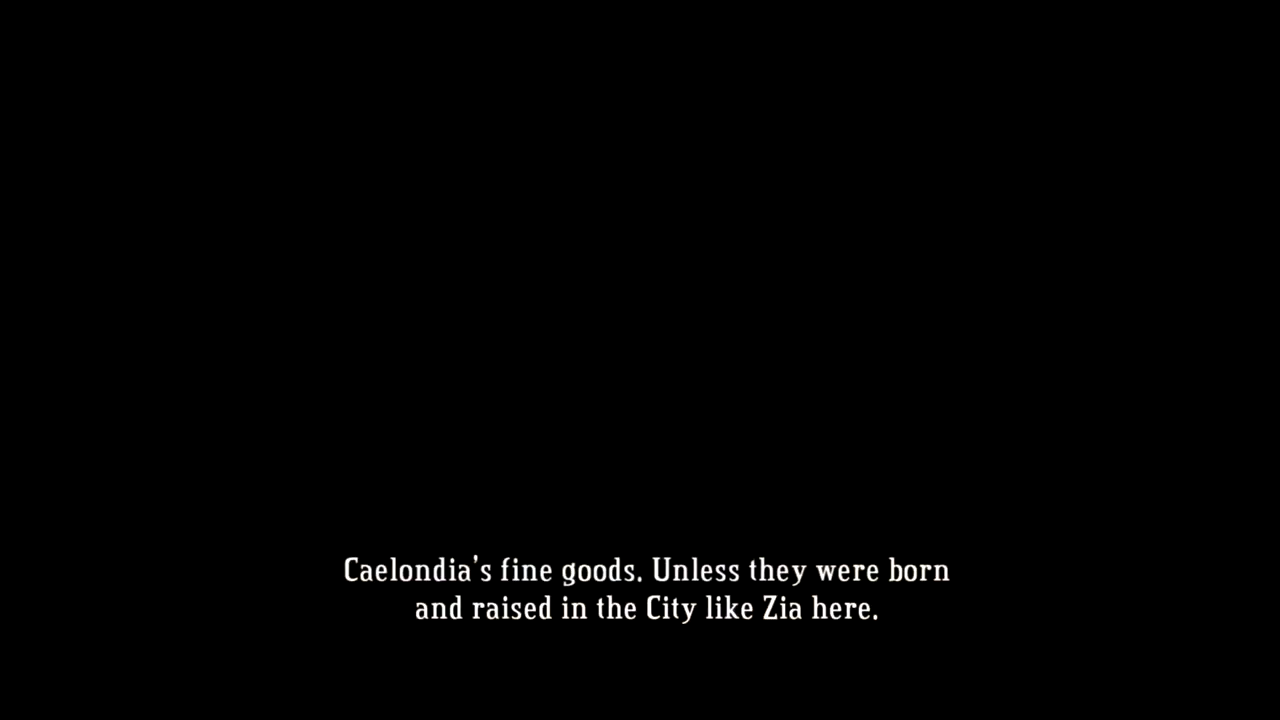 Caelondia's fine goods. Unless they were born
and raised in the City like Zia here.